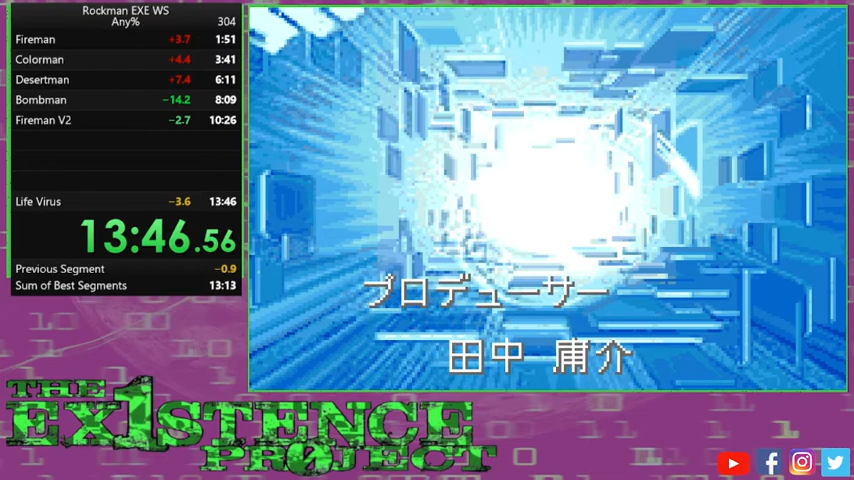 Rockman EXE WS
Any% 304
Fireman +3.7 1:51
Colorman +4.4 3:41
Desertman +7.4 6:11
Bombman −14.2 8:09
Fireman V2 −2.7 10:26
Life Virus −3.6 13:46
13:46.56
Previous Segment −0.9
Sum of Best Segments 13:13
プロデューサー
田中 庸介
THE
EX1STENCE
PR0JECT